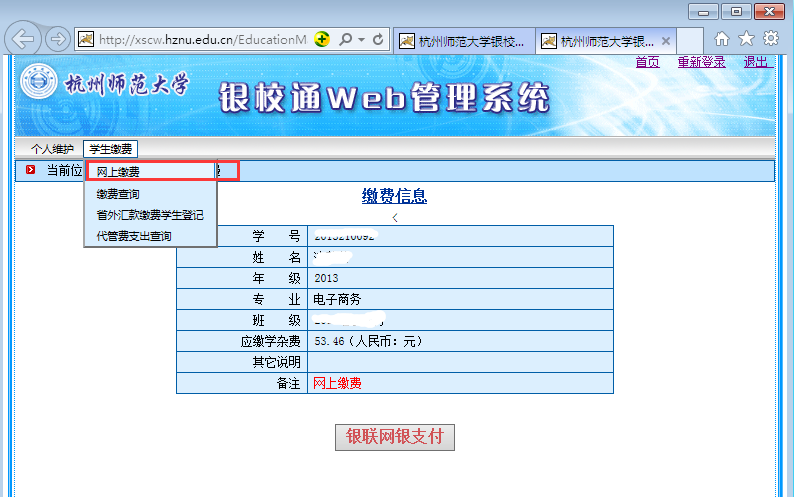 http://xscw.hznu.edu.cn/EducationM
杭州师范大学银校...
杭州师范大学银...
首页 重新登录 退出
杭州师范大学
银校通Web管理系统
个人维护 学生缴费
当前位
网上缴费
缴费查询
省外汇款缴费学生登记
代管费支出查询
缴费信息
<
学 号
姓 名
年 级 2013
专 业 电子商务
班 级
应缴学杂费 53.46（人民币：元）
其它说明
备注 网上缴费
银联网银支付